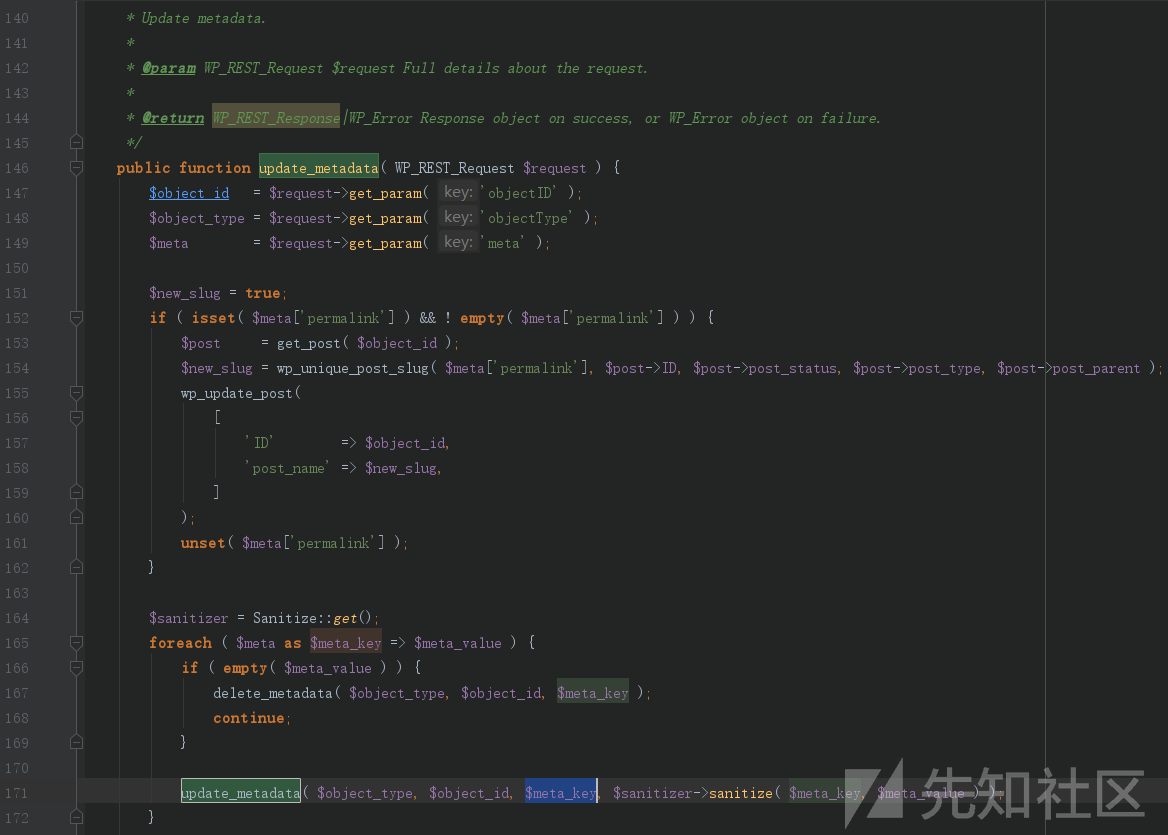 140 * Update metadata.
141 *
142 * @param WP_REST_Request $request Full details about the request.
143 *
144 * @return WP_REST_Response|WP_Error Response object on success, or WP_Error object on failure.
145 */
146 public function update_metadata( WP_REST_Request $request ) {
147 $object_id = $request->get_param( key: 'objectID' );
148 $object_type = $request->get_param( key: 'objectType' );
149 $meta = $request->get_param( key: 'meta' );
150
151 $new_slug = true;
152 if ( isset( $meta['permalink'] ) && ! empty( $meta['permalink'] ) ) {
153 $post = get_post( $object_id );
154 $new_slug = wp_unique_post_slug( $meta['permalink'], $post->ID, $post->post_status, $post->post_type, $post->post_parent );
155 wp_update_post(
156 [
157 'ID' => $object_id,
158 'post_name' => $new_slug,
159 ]
160 );
161 unset( $meta['permalink'] );
162 }
163
164 $sanitizer = Sanitize::get();
165 foreach ( $meta as $meta_key => $meta_value ) {
166 if ( empty( $meta_value ) ) {
167 delete_metadata( $object_type, $object_id, $meta_key );
168 continue;
169 }
170
171 update_metadata( $object_type, $object_id, $meta_key, $sanitizer->sanitize( $meta_key, $meta_value ) );
172 }
先知社区